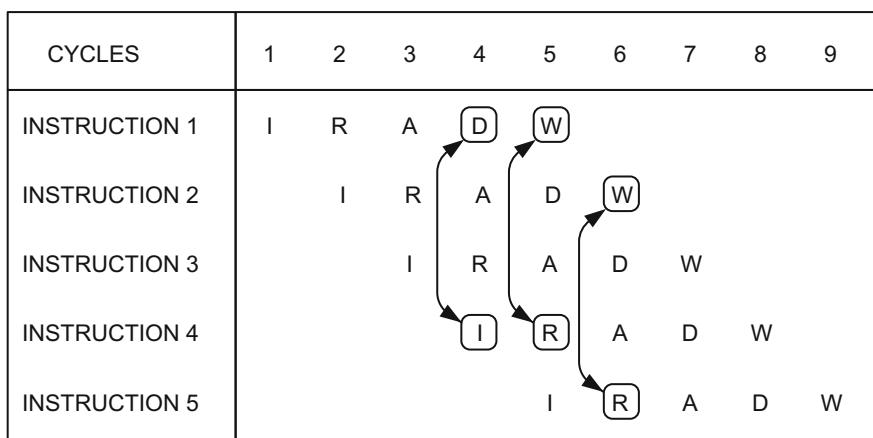 CYCLES 1 2 3 4 5 6 7 8 9
INSTRUCTION 1 I R A D W
INSTRUCTION 2 I R A D W
INSTRUCTION 3 I R A D W
INSTRUCTION 4 I R A D W
INSTRUCTION 5 I R A D W